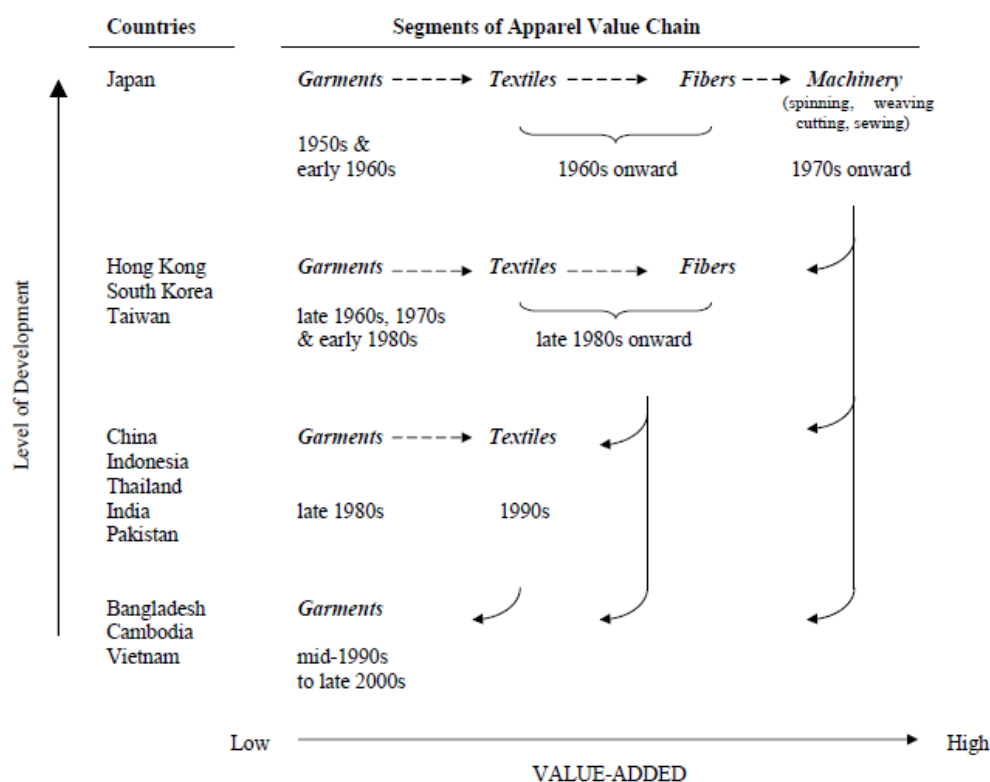 Countries
Segments of Apparel Value Chain
Japan
Garments
Textiles
Fibers
Machinery
(spinning, weaving
cutting, sewing)
1950s &
early 1960s
1960s onward
1970s onward
Hong Kong
South Korea
Taiwan
Garments
Textiles
Fibers
late 1960s, 1970s
& early 1980s
late 1980s onward
China
Indonesia
Thailand
India
Pakistan
Garments
Textiles
late 1980s
1990s
Bangladesh
Cambodia
Vietnam
Garments
mid-1990s
to late 2000s
Level of Development
Low
High
VALUE-ADDED